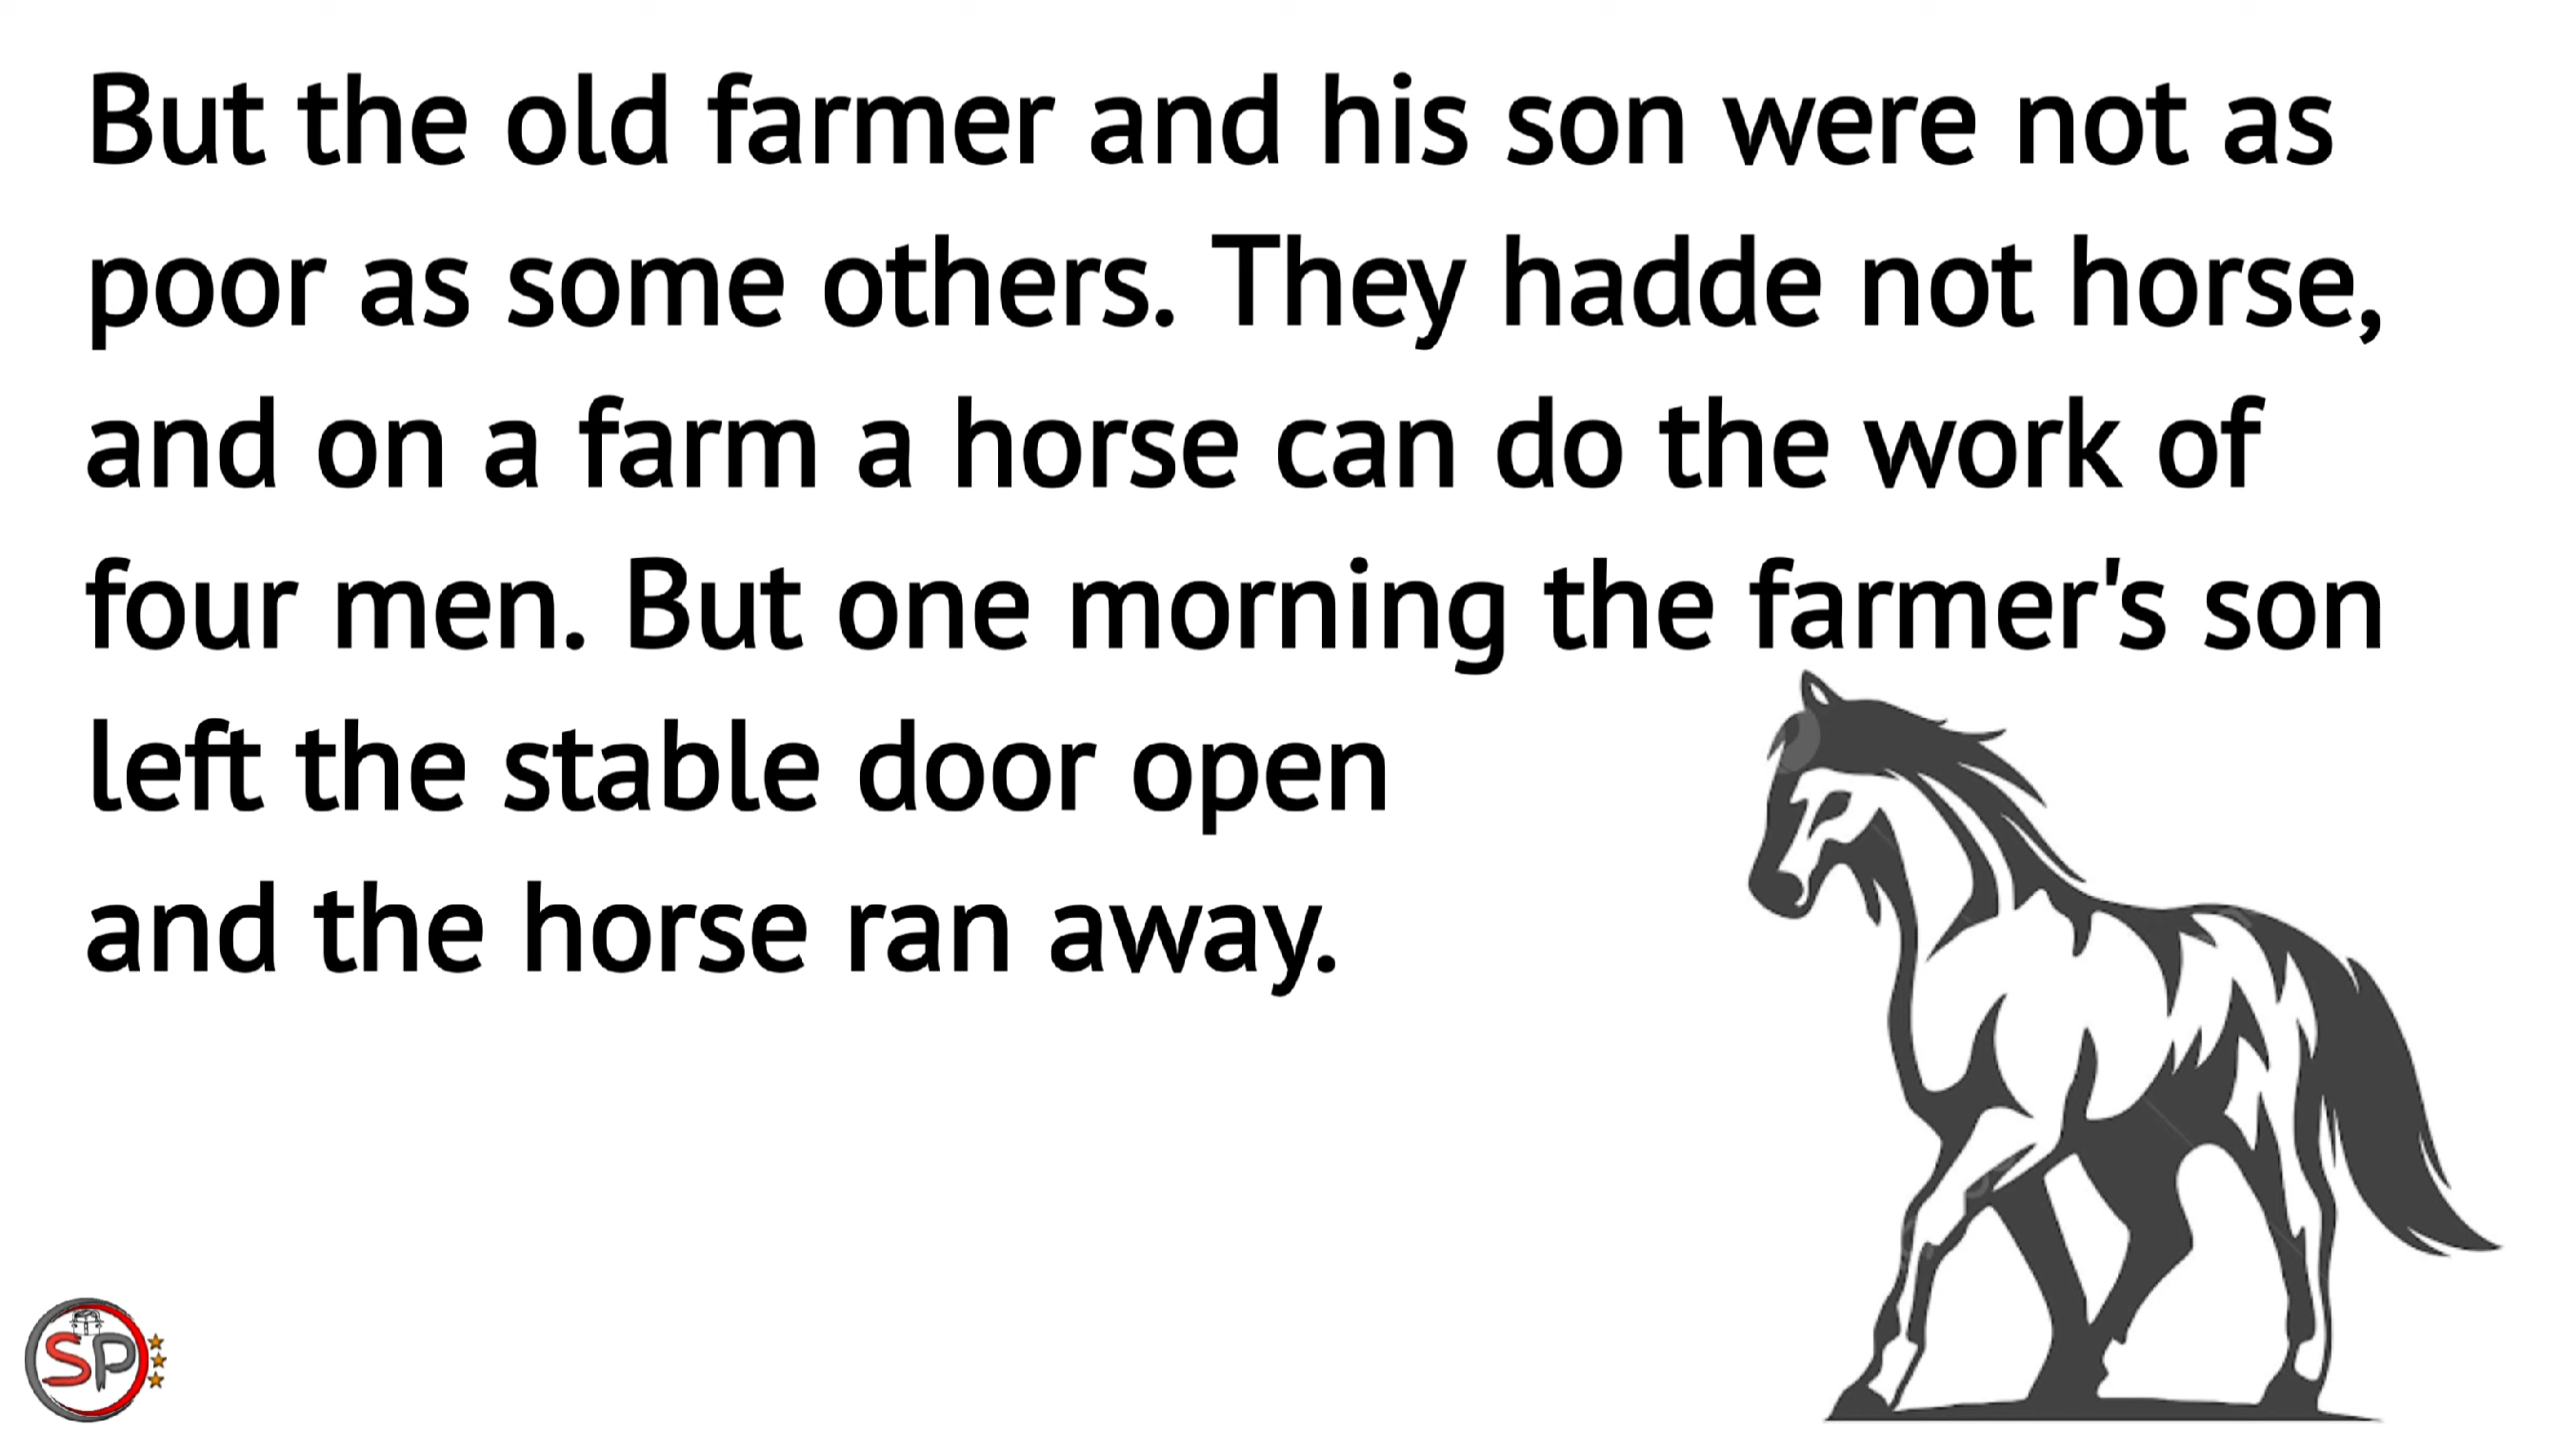 But the old farmer and his son were not as
poor as some others. They hadde not horse,
and on a farm a horse can do the work of
four men. But one morning the farmer's son
left the stable door open
and the horse ran away.
SP